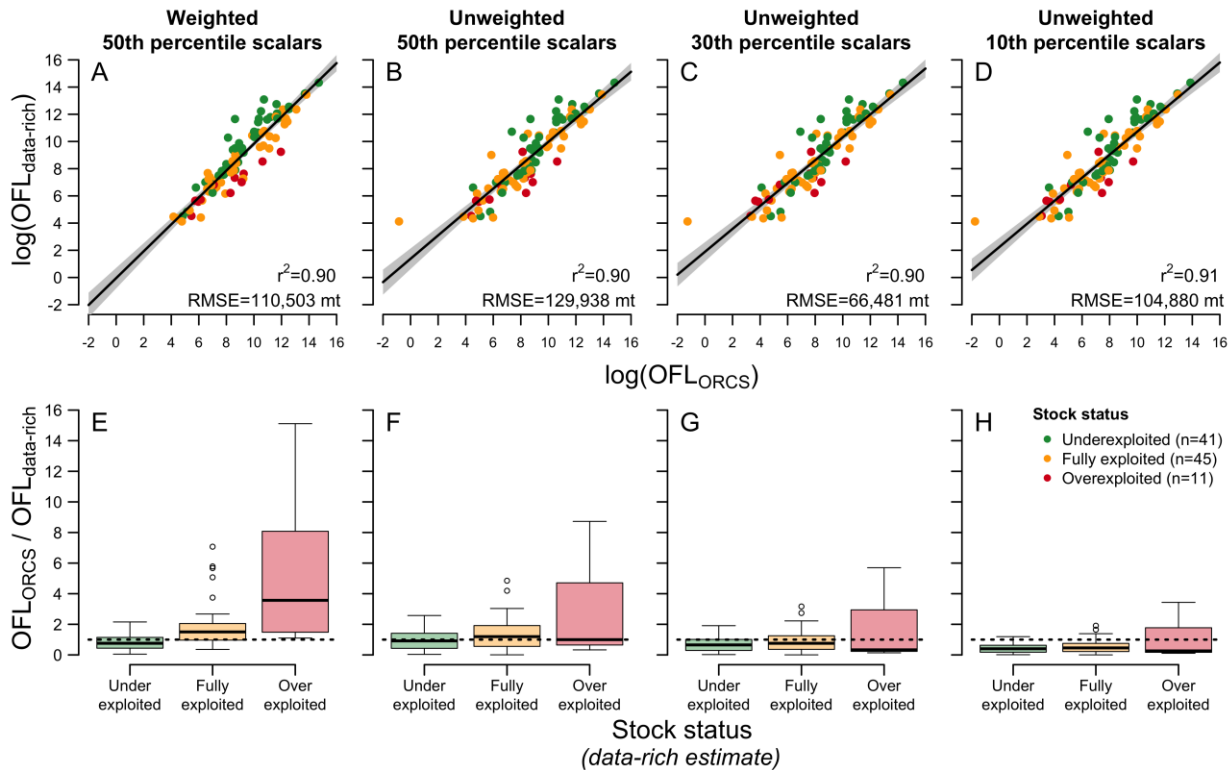 Weighted
50th percentile scalars
Unweighted
50th percentile scalars
Unweighted
30th percentile scalars
Unweighted
10th percentile scalars
log(OFLdata-rich)
16
14
12
10
8
6
4
2
0
-2
A
r²=0.90
RMSE=110,503 mt
B
r²=0.90
RMSE=129,938 mt
C
r²=0.90
RMSE=66,481 mt
D
r²=0.91
RMSE=104,880 mt
-2 0 2 4 6 8 10 12 14 16
-2 0 2 4 6 8 10 12 14 16
-2 0 2 4 6 8 10 12 14 16
-2 0 2 4 6 8 10 12 14 16
log(OFLORCS)
OFLORCS / OFLdata-rich
16
14
12
10
8
6
4
2
0
E
F
G
H
Stock status
Underexploited (n=41)
Fully exploited (n=45)
Overexploited (n=11)
Under
exploited
Fully
exploited
Over
exploited
Under
exploited
Fully
exploited
Over
exploited
Under
exploited
Fully
exploited
Over
exploited
Under
exploited
Fully
exploited
Over
exploited
Stock status
(data-rich estimate)